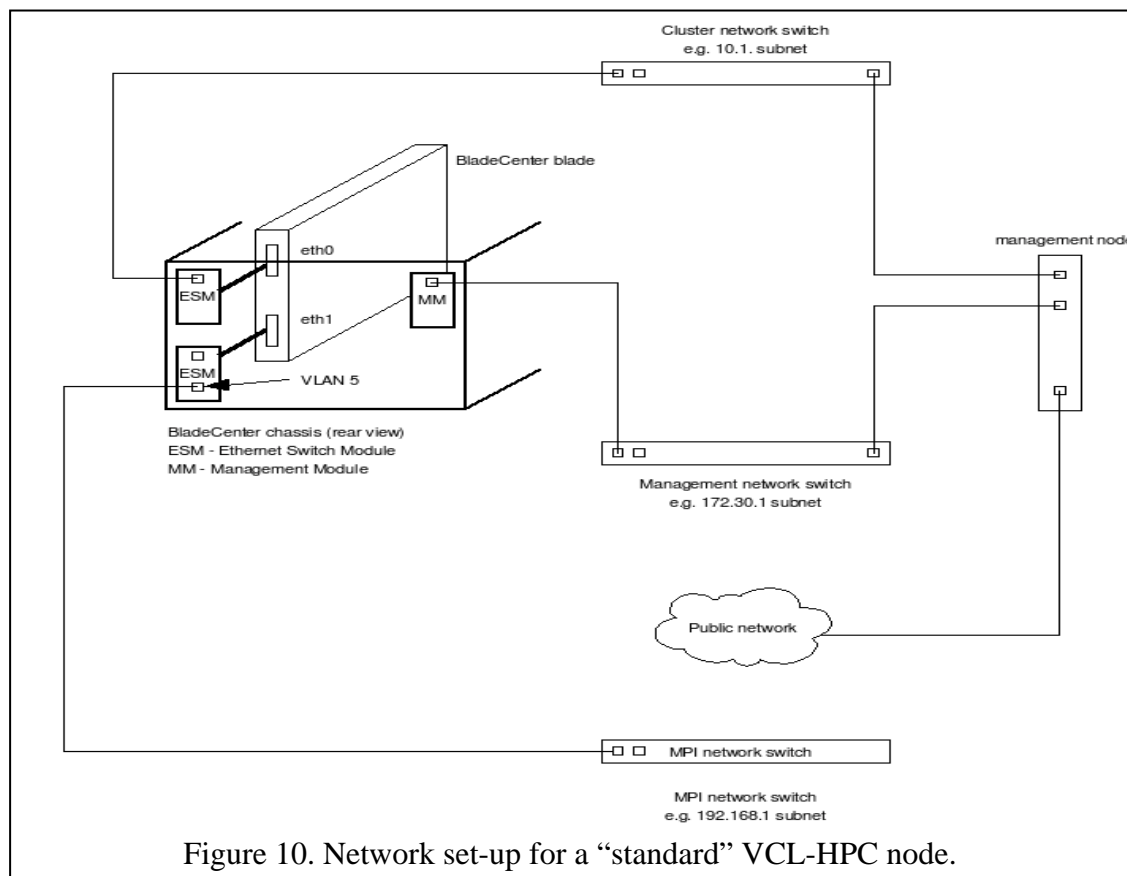 Cluster network switch
e.g. 10.1. subnet
BladeCenter blade
management node
eth0
ESM
MM
eth1
ESM
VLAN 5
BladeCenter chassis (rear view)
ESM - Ethernet Switch Module
MM - Management Module
Management network switch
e.g. 172.30.1 subnet
Public network
MPI network switch
MPI network switch
e.g. 192.168.1 subnet
Figure 10. Network set-up for a “standard” VCL-HPC node.